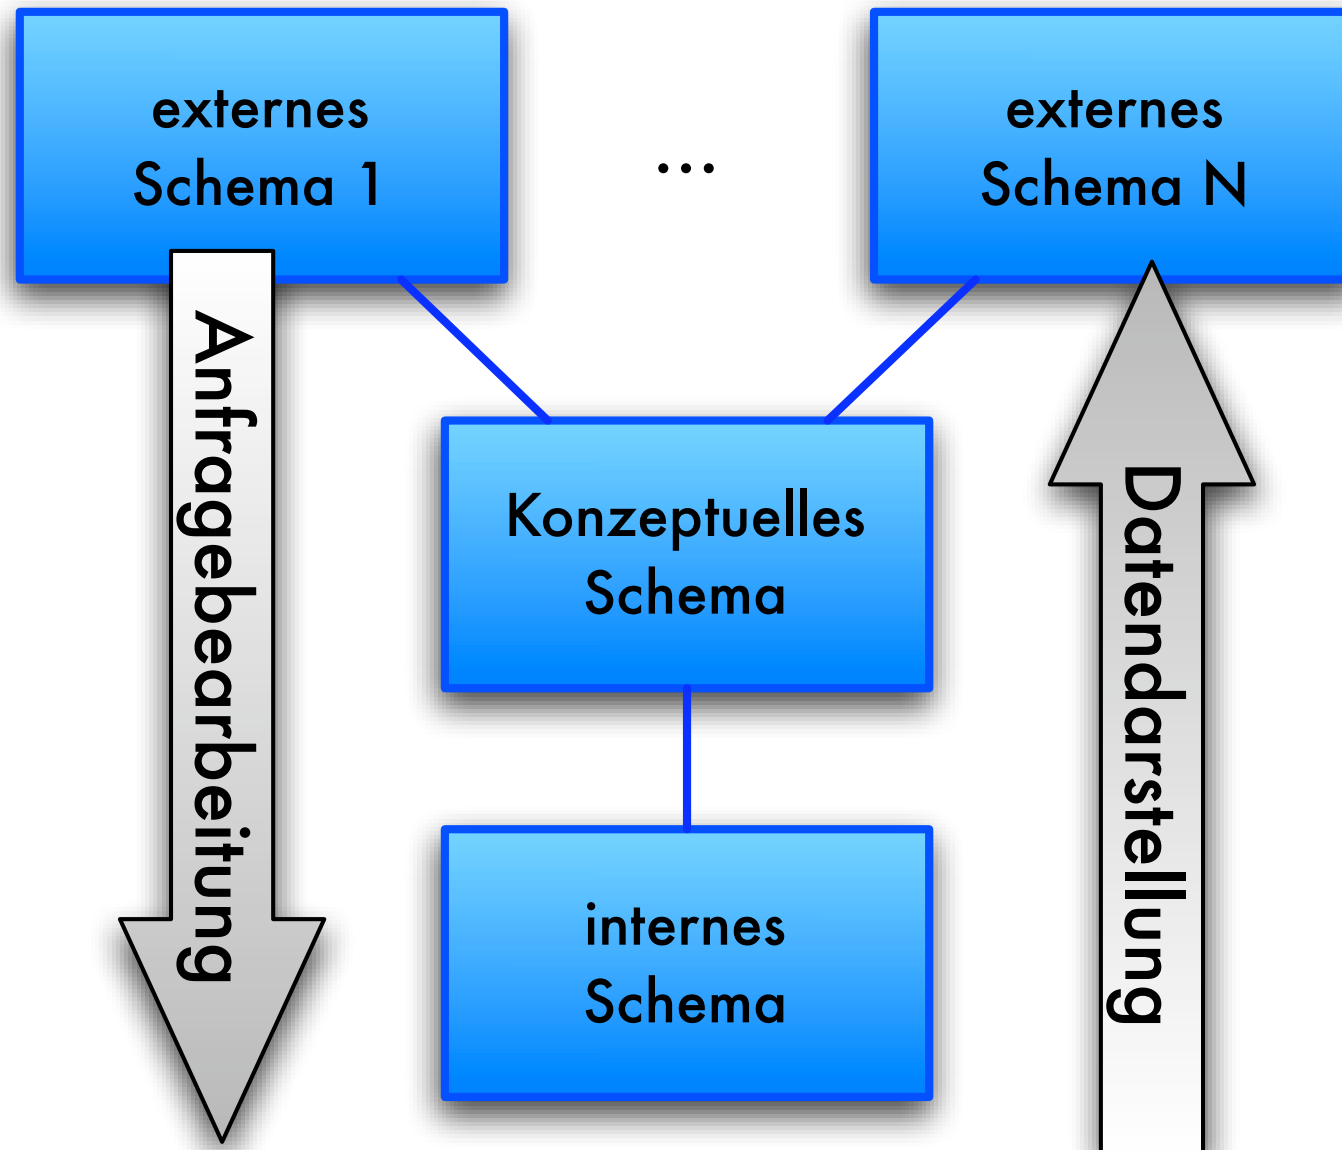 externes
Schema 1
...
externes
Schema N
Anfragebearbeitung
Konzeptuelles
Schema
Datendarstellung
internes
Schema